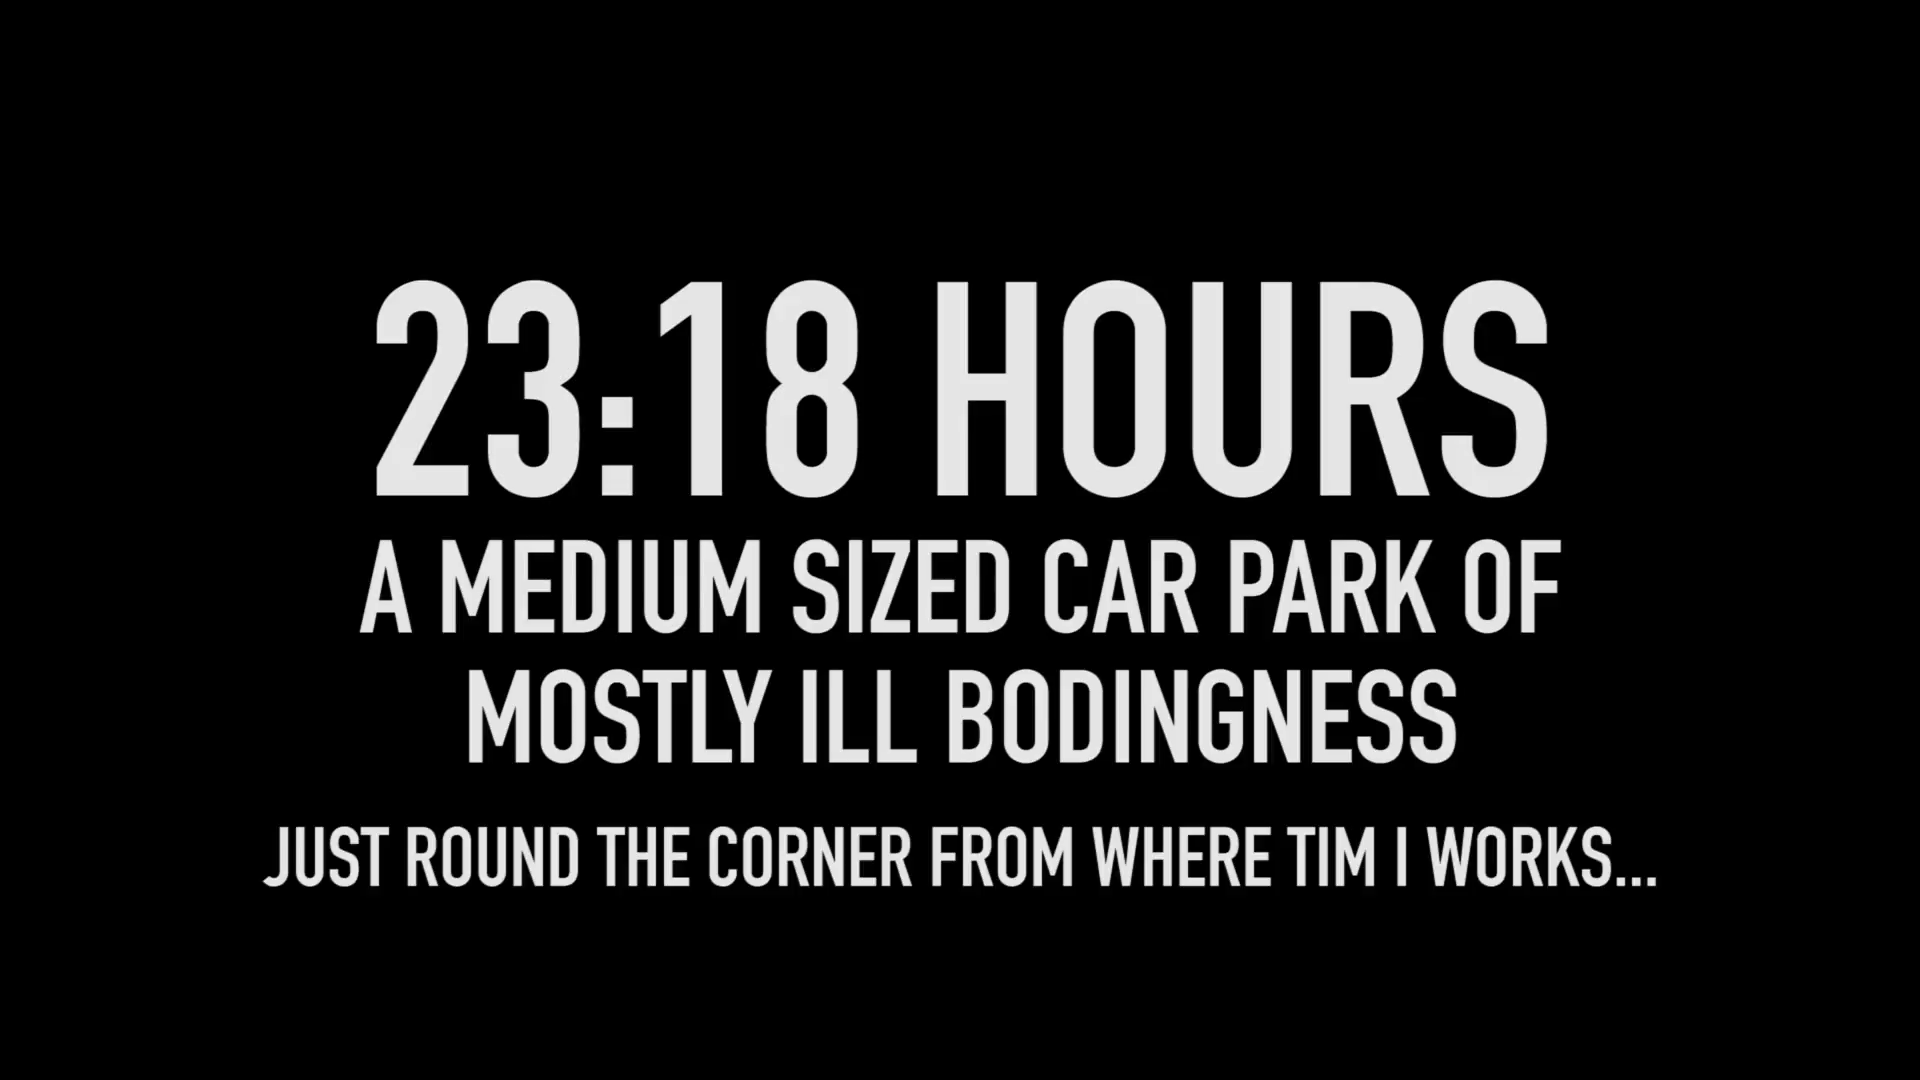 23:18 HOURS
A MEDIUM SIZED CAR PARK OF
MOSTLY ILL BODINGNESS
JUST ROUND THE CORNER FROM WHERE TIM I WORKS...